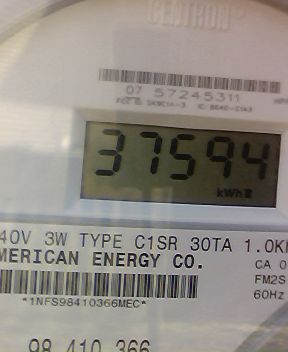 CENTRON®
07 57245311
37594
kWh
40V 3W TYPE C1SR 30TA 1.0K
MERICAN ENERGY CO.
CA 0
FM2S
*1NFS98410366MEC*
60Hz
98 410 366